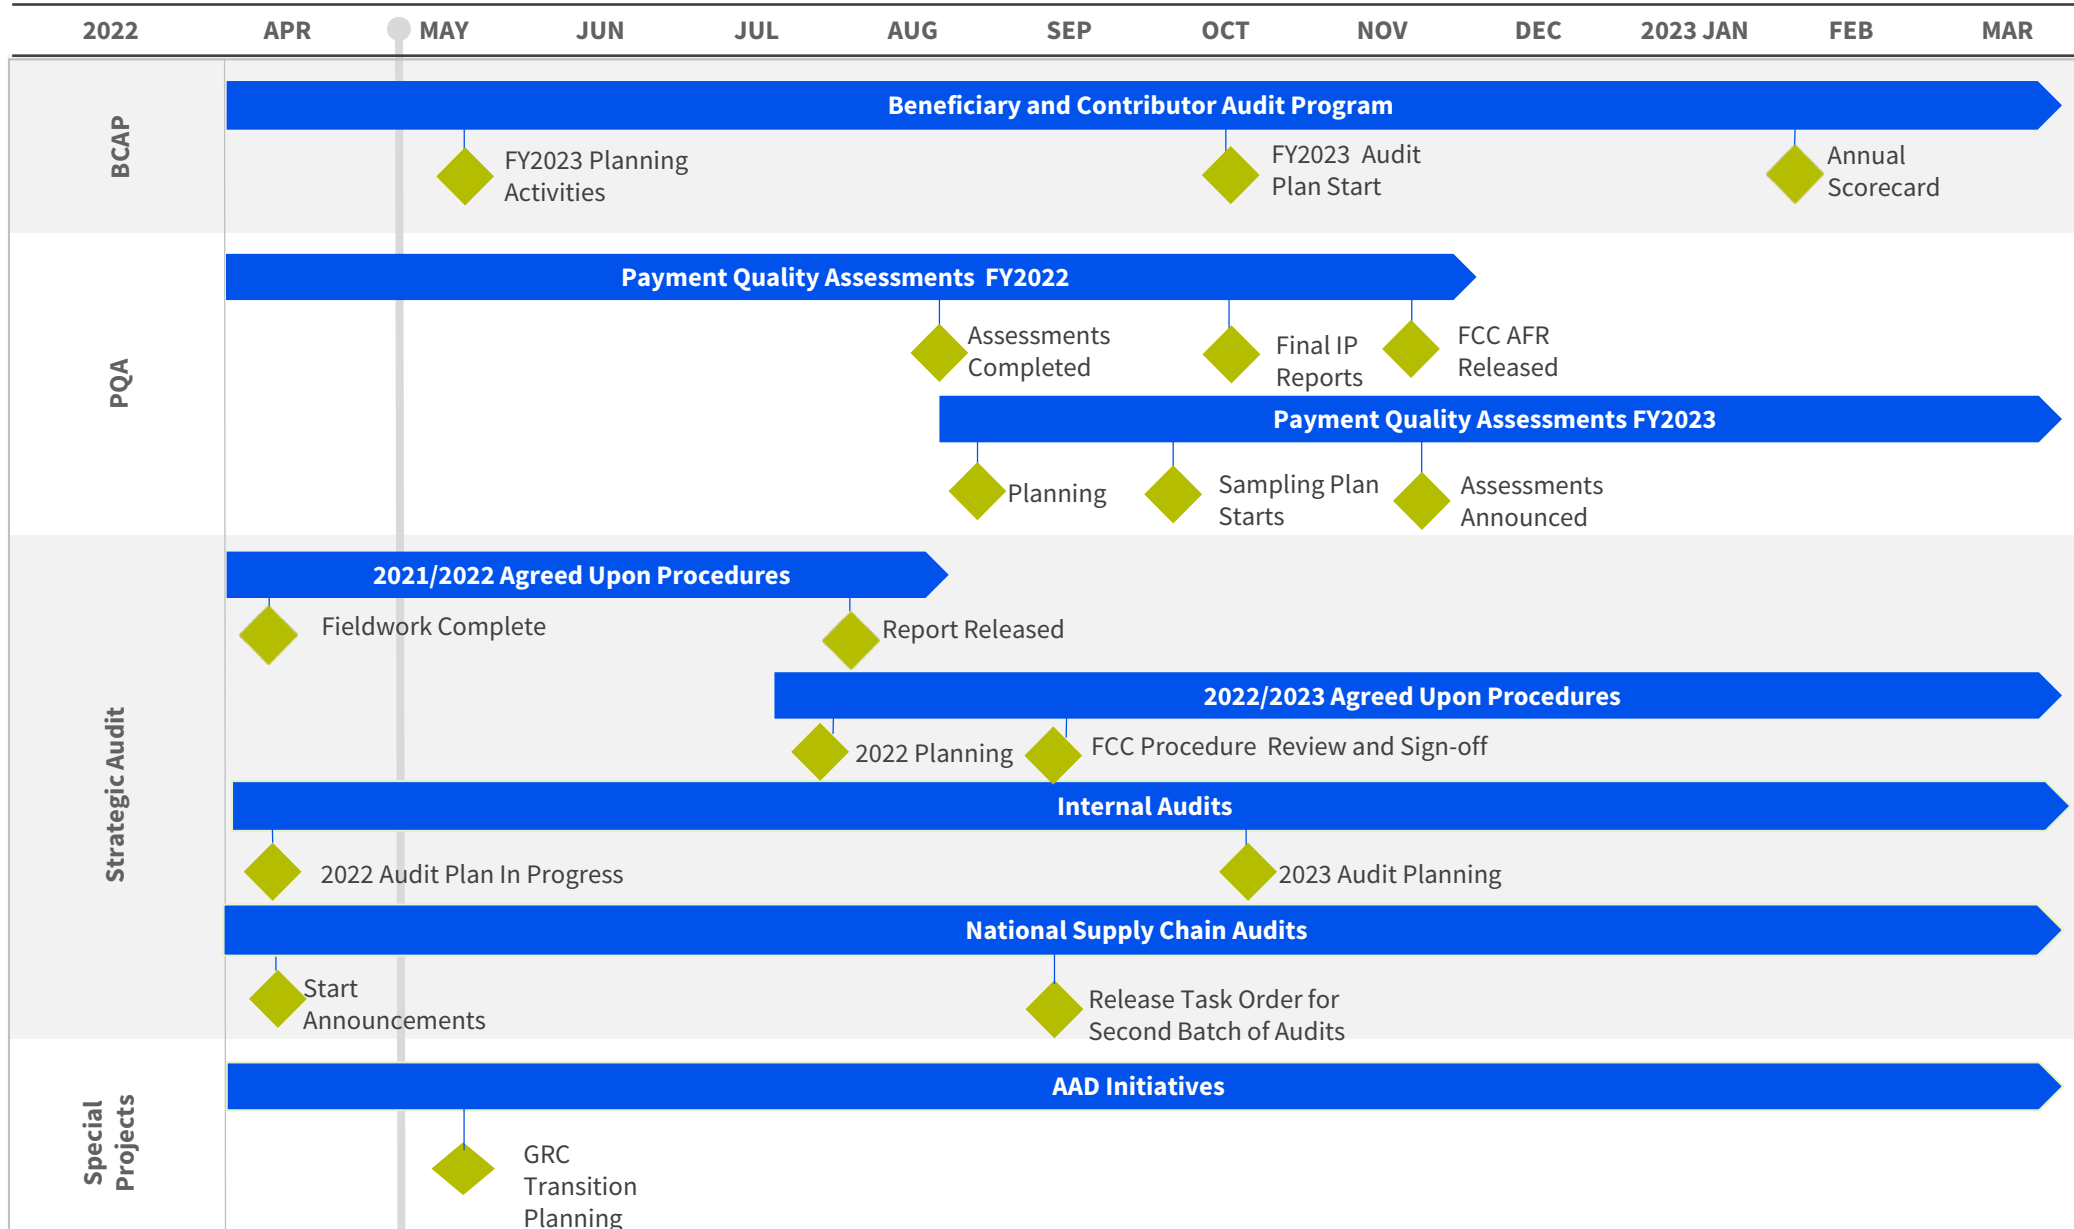 2022 APR MAY JUN JUL AUG SEP OCT NOV DEC 2023 JAN FEB MAR
BCAP
Beneficiary and Contributor Audit Program
FY2023 Planning
Activities
FY2023  Audit
Plan Start
Annual
Scorecard
PQA
Payment Quality Assessments  FY2022
Assessments
Completed
Final IP
Reports
FCC AFR
Released
Payment Quality Assessments FY2023
Planning
Sampling Plan
Starts
Assessments
Announced
Strategic Audit
2021/2022 Agreed Upon Procedures
Fieldwork Complete
Report Released
2022/2023 Agreed Upon Procedures
2022 Planning
FCC Procedure  Review and Sign-off
Internal Audits
2022 Audit Plan In Progress
2023 Audit Planning
National Supply Chain Audits
Start
Announcements
Release Task Order for
Second Batch of Audits
Special
Projects
AAD Initiatives
GRC
Transition
Planning